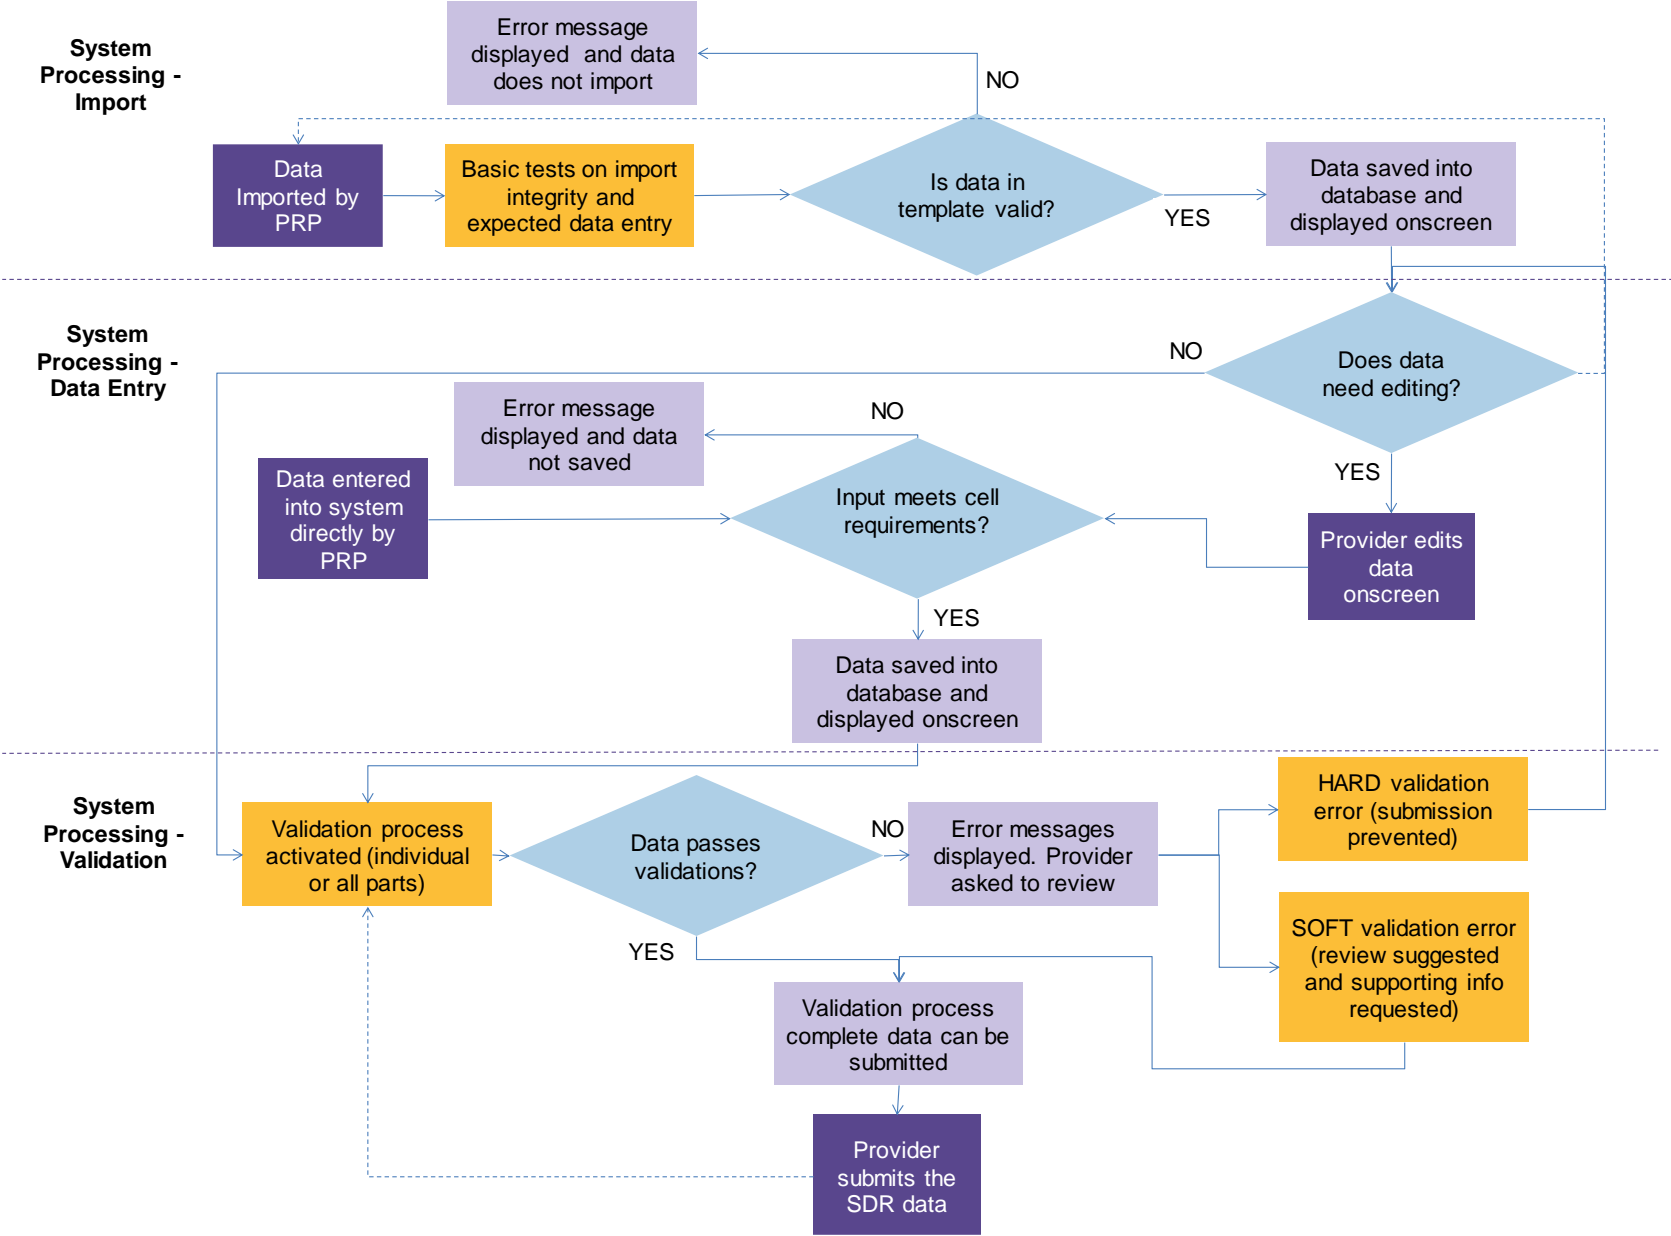 System
Processing -
Import
Error message
displayed and data
does not import
NO
Data
Imported by
PRP
Basic tests on import
integrity and
expected data entry
Is data in
template valid?
YES
Data saved into
database and
displayed onscreen
System
Processing -
Data Entry
NO
Does data
need editing?
Error message
displayed and data
not saved
NO
YES
Data entered
into system
directly by
PRP
Input meets cell
requirements?
Provider edits
data
onscreen
YES
Data saved into
database and
displayed onscreen
System
Processing -
Validation
Validation process
activated (individual
or all parts)
Data passes
validations?
NO
Error messages
displayed. Provider
asked to review
HARD validation
error (submission
prevented)
SOFT validation error
(review suggested
and supporting info
requested)
YES
Validation process
complete data can be
submitted
Provider
submits the
SDR data